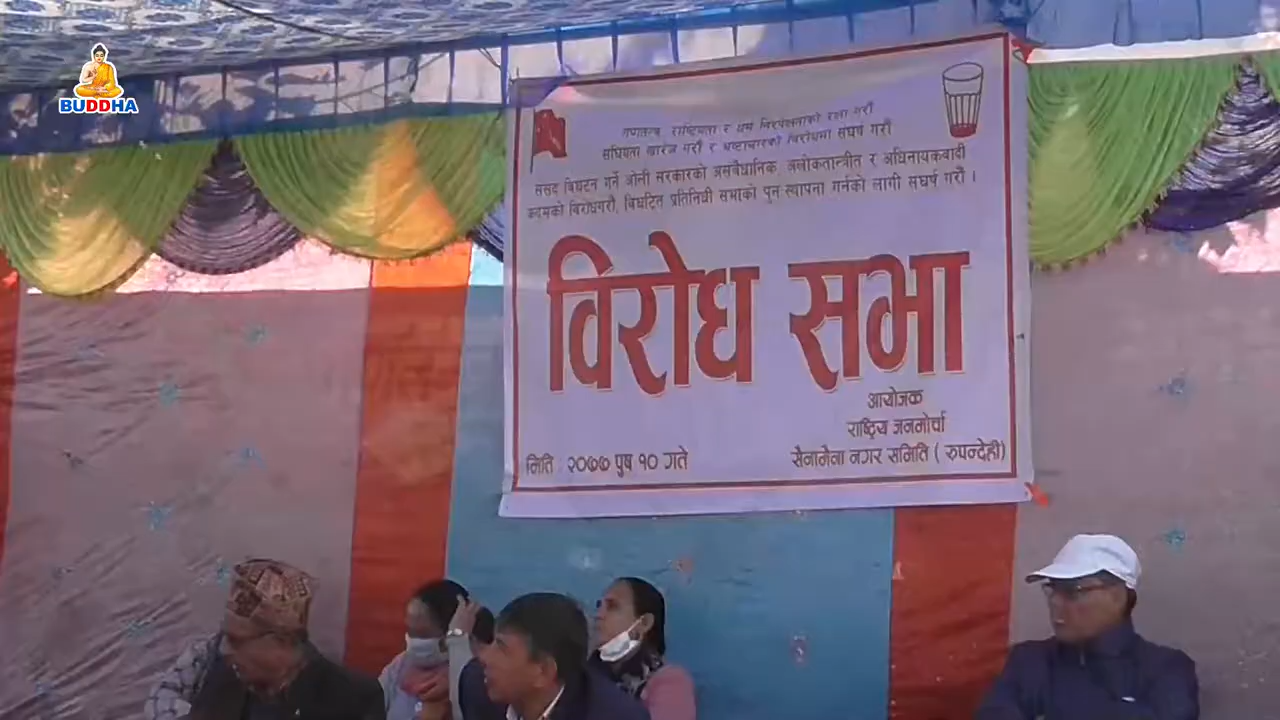 BUDDHA
गणतन्त्र, राष्ट्रियता र धर्म निरपेक्षताको रक्षा गरौं
संघियता खारेज गरौं र भ्रष्टाचारको विरोधमा संघर्ष गरौं
संसद बिघटन गर्ने ओली सरकारको असंबैधानिक, अलोकतान्त्रीत र अधिनायकवादी
कदमको बिरोधगरौं, बिघटित प्रतिनिधी सभाको पुन स्थापना गर्नको लागी संघर्ष गरौं ।
विरोध सभा
आयोजक
राष्ट्रिय जनमोर्चा
मिति : २०७७ पुष १० गते
सैनामैना नगर समिति ( रुपन्देही)